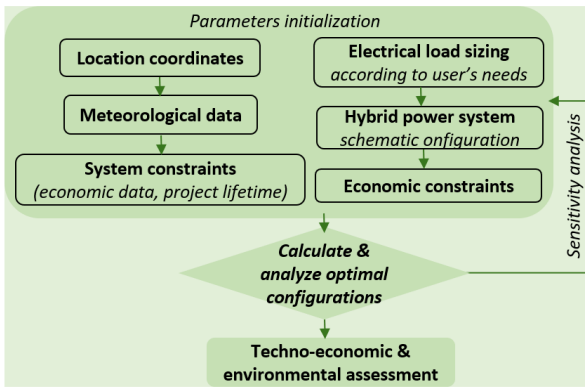 Parameters initialization
Location coordinates
Meteorological data
System constraints
(economic data, project lifetime)
Electrical load sizing
according to user's needs
Hybrid power system
schematic onfiguration
Economic constraints
Sensitivity analysis
Calculate &
analyze optimal
configurations
Techno-economic &
environmental assessment